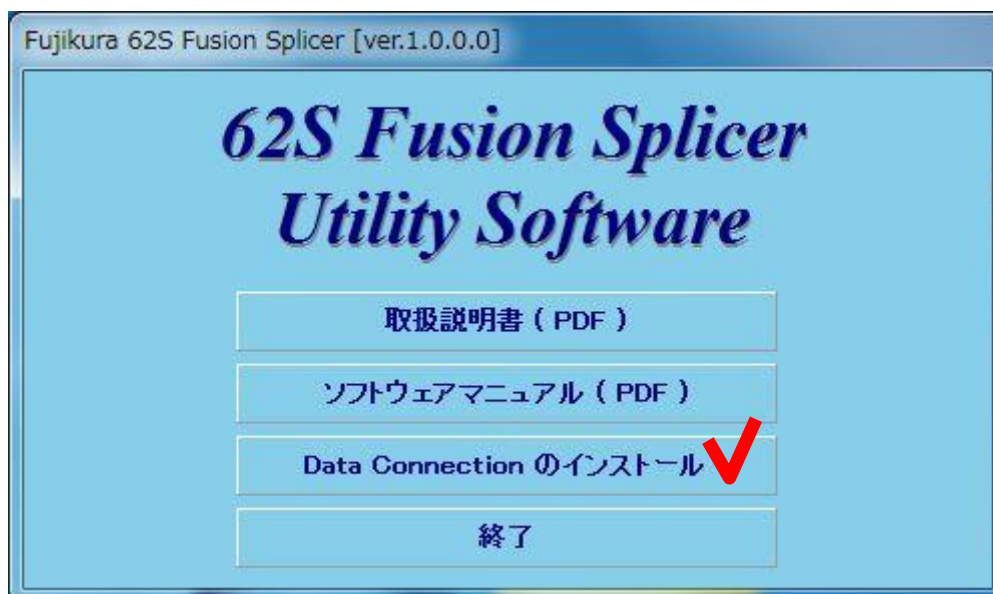 Fujikura 62S Fusion Splicer [ver.1.0.0.0]
62S Fusion Splicer
Utility Software
取扱説明書 ( PDF )
ソフトウェアマニュアル ( PDF )
Data Connection のインストール
終了